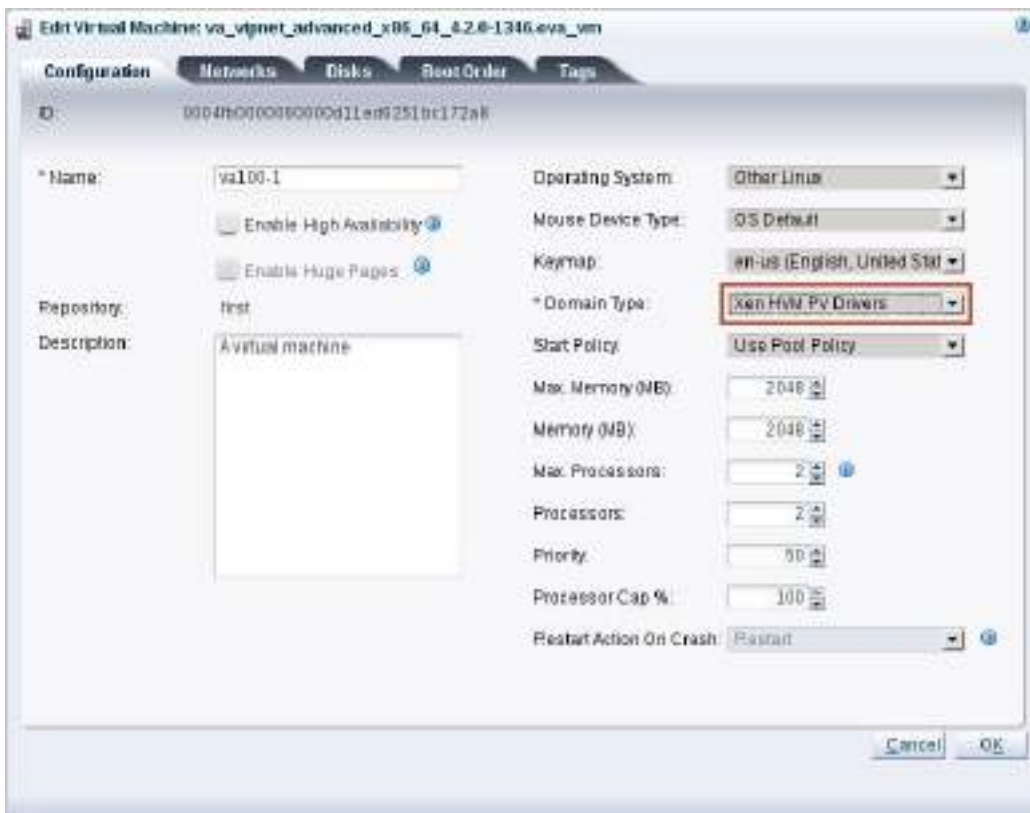 Edit Virtual Machine: va_vipnet_advanced_x86_64_4.2.0-1346.ova_vm
Configuration Networks Disks Boot Order Tags
ID:
* Name: va100-1
Enable High Availability
Enable Huge Pages
Repository: first
Description: A virtual machine
Operating System: Other Linux
Mouse Device Type: OS Default
Keymap: en-us (English, United Stat
* Domain Type: Xen HVM PV Drivers
Start Policy: Use Pool Policy
Max. Memory (MB): 2048
Memory (MB): 2048
Max. Processors: 2
Processors: 2
Priority: 50
Processor Cap %: 100
Restart Action On Crash: Restart
Cancel OK